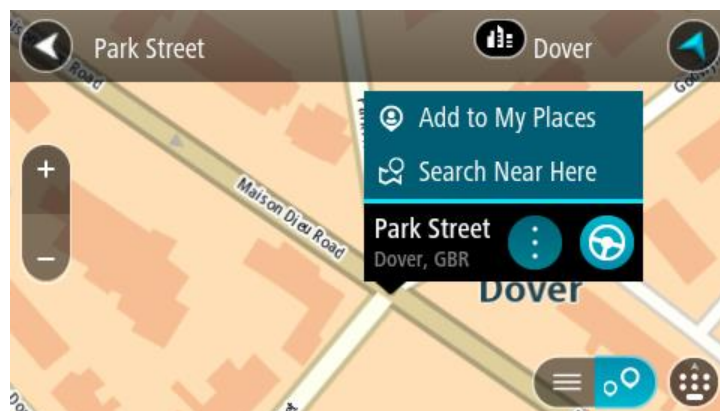 Park Street
Dover
Road
Add to My Places
Search Near Here
Maison Dieu Road
Park Street
Dover, GBR
Dover